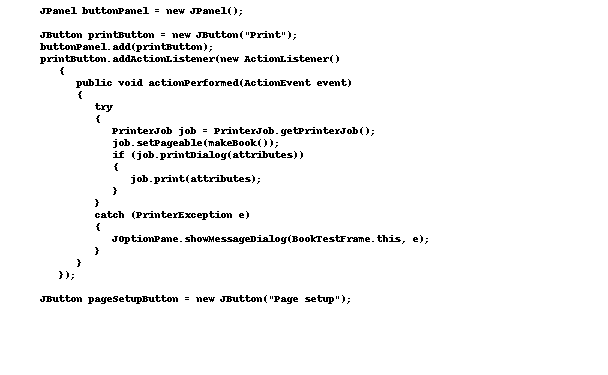 JPanel buttonPanel = new JPanel();
JButton printButton = new JButton("Print");
buttonPanel.add(printButton);
printButton.addActionListener(new ActionListener()
{
public void actionPerformed(ActionEvent event)
{
try
{
PrinterJob job = PrinterJob.getPrinterJob();
job.setPageable(makeBook());
if (job.printDialog(attributes))
{
job.print(attributes);
}
}
catch (PrinterException e)
{
JOptionPane.showMessageDialog(BookTestFrame.this, e);
}
}
});
JButton pageSetupButton = new JButton("Page setup");